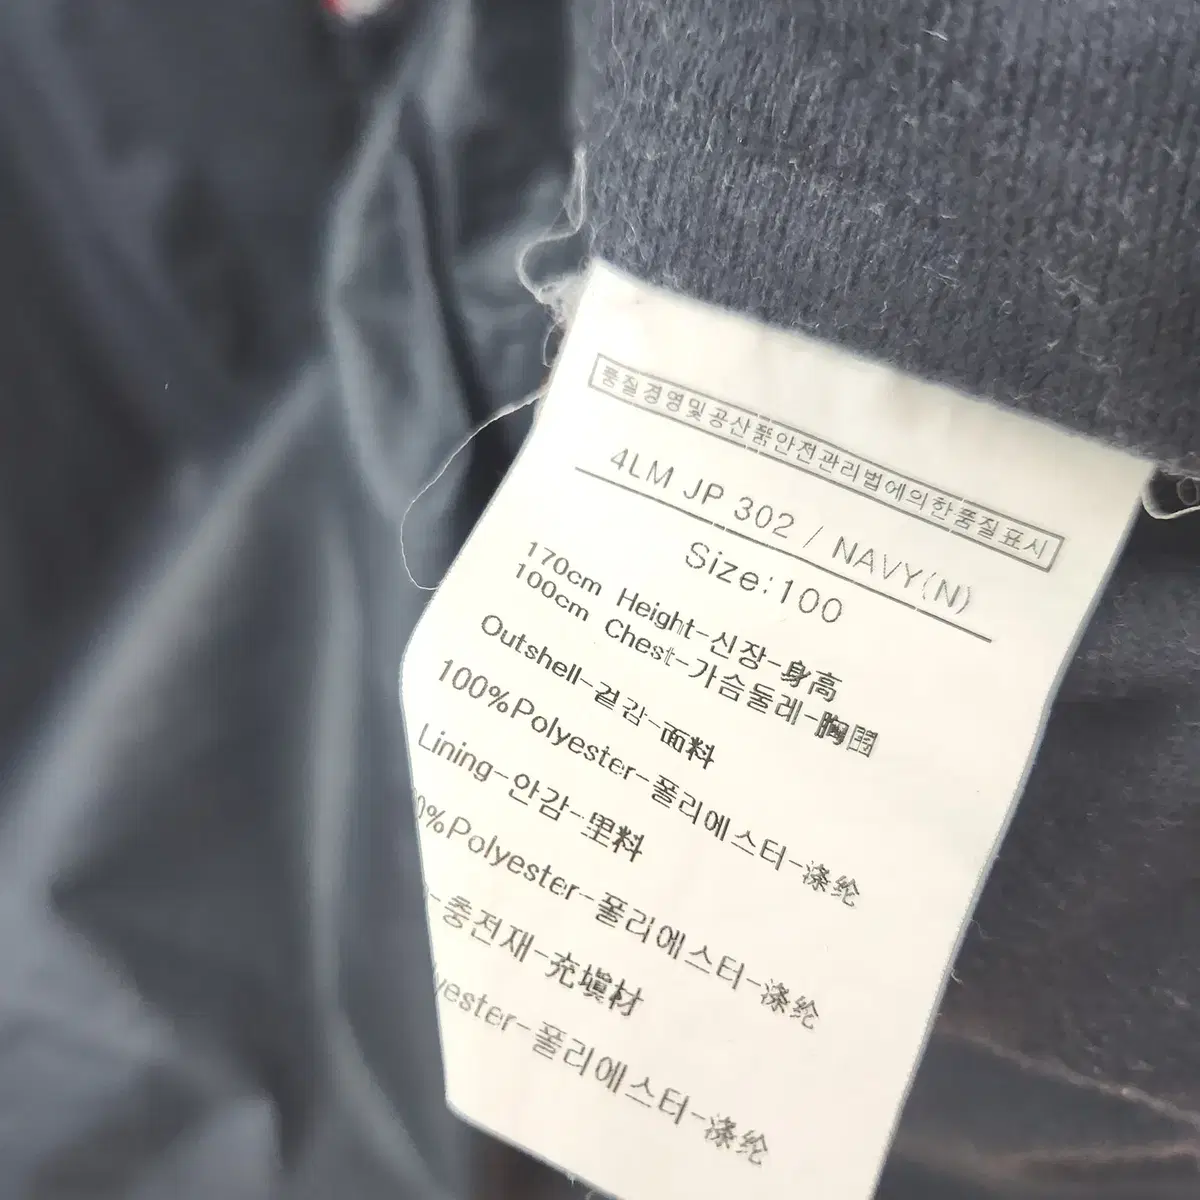 품질경영및공산품안전관리법에의한품질표시
4LM JP 302 / NAVY(N)
Size:100
170cm Height-신장-身高
100cm Chest-가슴둘레-胸围
Outshell-겉감-面料
100%Polyester-폴리에스터-涤纶
Lining-안감-里料
0%Polyester-폴리에스터-涤纶
-충전재-充填材
yester-폴리에스터-涤纶